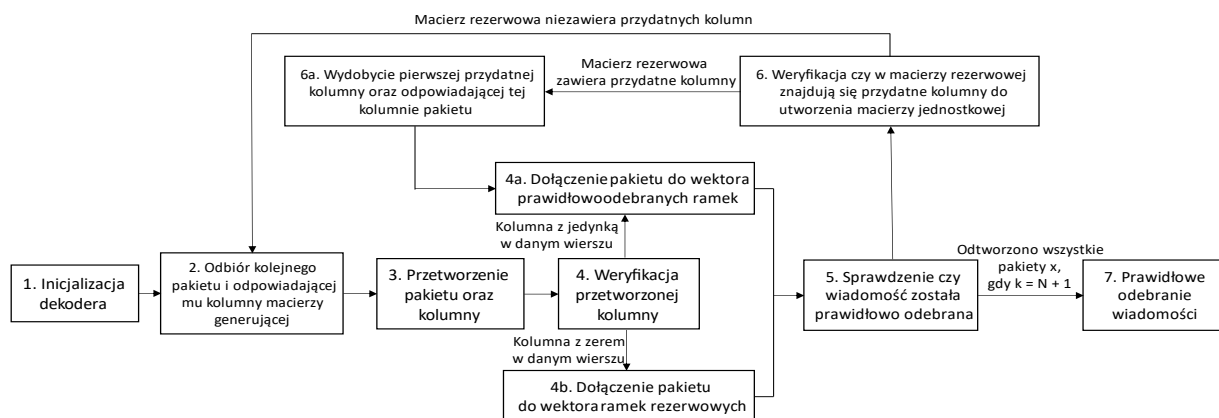 Macierz rezerwowa niezawiera przydatnych kolumn
6a. Wydobycie pierwszej przydatnej
kolumny oraz odpowiadającej tej
kolumnie pakietu
Macierz rezerwowa
zawiera przydatne kolumny
6. Weryfikacja czy w macierzy rezerwowej
znajdują się przydatne kolumny do
utworzenia macierzy jednostkowej
4a. Dołączenie pakietu do wektora
prawidłowoodebranych ramek
Kolumna z jedynką
w danym wierszu
1. Inicjalizacja
dekodera
2. Odbiór kolejnego
pakietu i odpowiadającej
mu kolumny macierzy
generującej
3. Przetworzenie
pakietu oraz
kolumny
4. Weryfikacja
przetworzonej
kolumny
5. Sprawdzenie czy
wiadomość została
prawidłowo odebrana
Odtworzono wszystkie
pakiety x,
gdy k = N + 1
7. Prawidłowe
odebranie
wiadomości
Kolumna z zerem
w danym wierszu
4b. Dołączenie pakietu
do wektora ramek rezerwowych